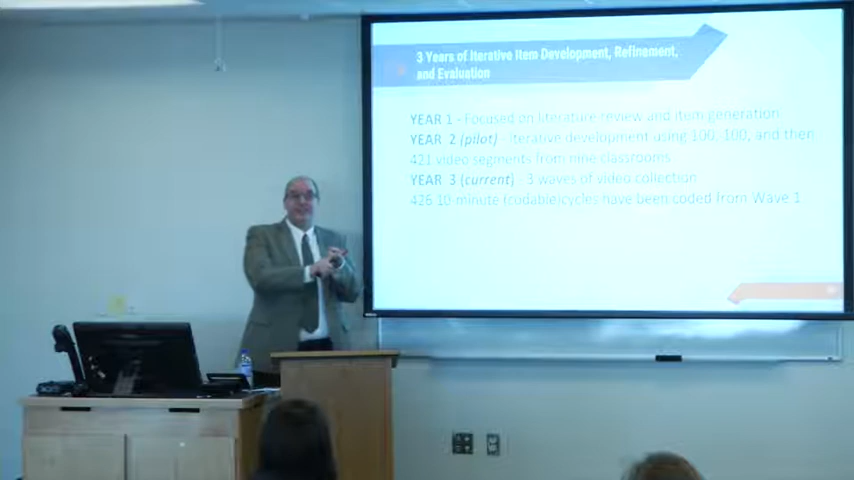 3 Years of Iterative Item Development, Refinement,
and Evaluation
YEAR 1 - Focused on literature review and item generation
YEAR 2 (pilot) - Iterative development using 100, 100, and then
421 video segments from nine classrooms
YEAR 3 (current) - 3 waves of video collection
426 10-minute (codable)cycles have been coded from Wave 1